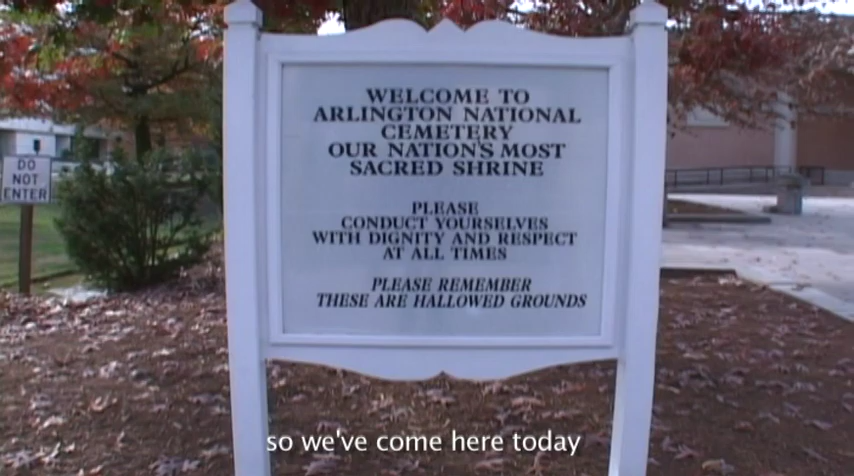 WELCOME TO
ARLINGTON NATIONAL
CEMETERY
OUR NATION'S MOST
SACRED SHRINE
PLEASE
CONDUCT YOURSELVES
WITH DIGNITY AND RESPECT
AT ALL TIMES
PLEASE REMEMBER
THESE ARE HALLOWED GROUNDS
DO
NOT
ENTER
so we've come here today